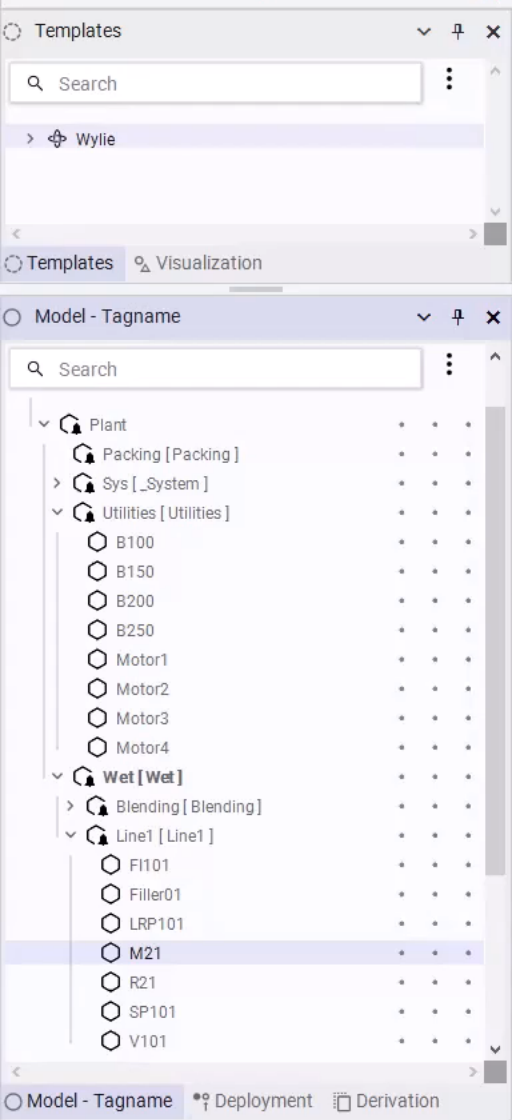 Templates
Search
Wylie
Templates Visualization
Model - Tagname
Search
Plant
Packing [ Packing ]
Sys [ _System ]
Utilities [ Utilities ]
B100
B150
B200
B250
Motor1
Motor2
Motor3
Motor4
Wet [ Wet ]
Blending [ Blending ]
Line1 [ Line1 ]
FI101
Filler01
LRP101
M21
R21
SP101
V101
Model - Tagname Deployment Derivation